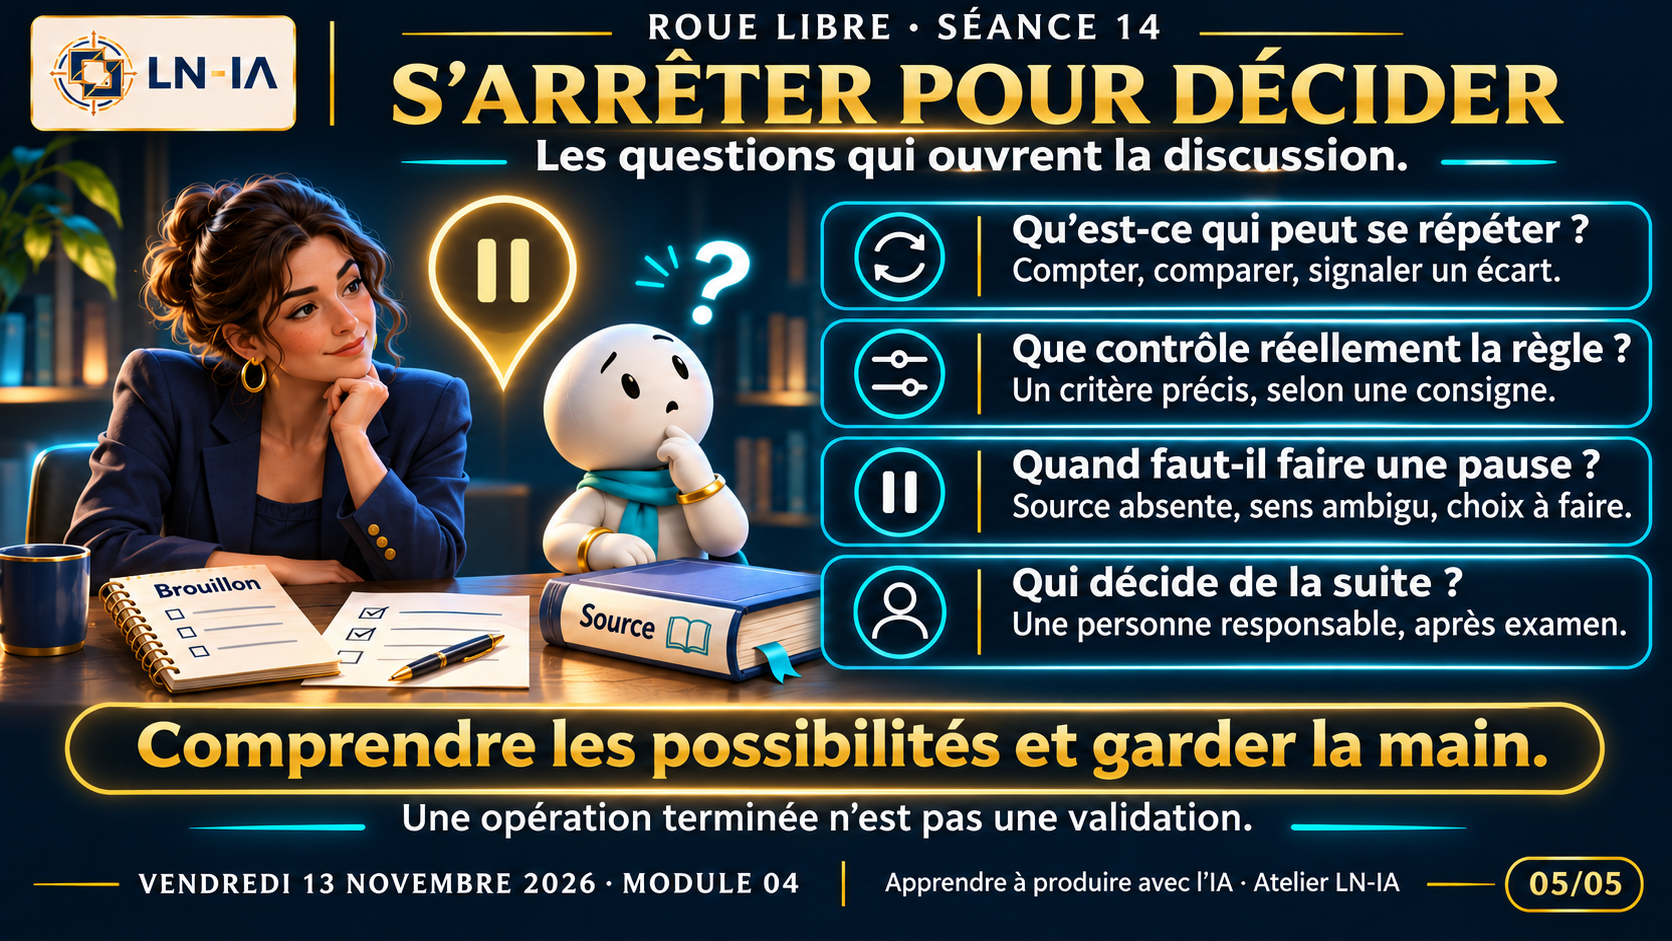 LN-IA
ROUE LIBRE · SÉANCE 14
S’ARRÊTER POUR DÉCIDER
Les questions qui ouvrent la discussion.
?
Qu’est-ce qui peut se répéter ?
Compter, comparer, signaler un écart.
Que contrôle réellement la règle ?
Un critère précis, selon une consigne.
Quand faut-il faire une pause ?
Source absente, sens ambigu, choix à faire.
Qui décide de la suite ?
Une personne responsable, après examen.
Brouillon
Source
Comprendre les possibilités et garder la main.
Une opération terminée n’est pas une validation.
VENDREDI 13 NOVEMBRE 2026 · MODULE 04
Apprendre à produire avec l’IA · Atelier LN-IA
05/05